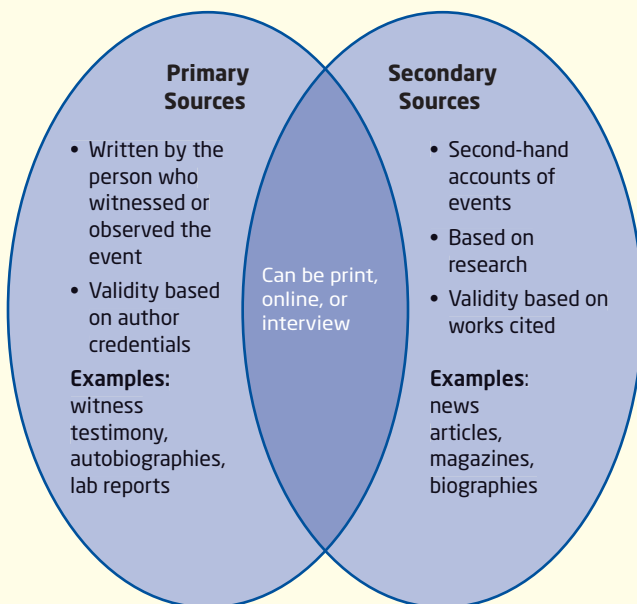 Primary
Sources
• Written by the
person who
witnessed or
observed the
event
• Validity based
on author
credentials
Examples:
witness
testimony,
autobiographies,
lab reports
Can be print,
online, or
interview
Secondary
Sources
• Second-hand
accounts of
events
• Based on
research
• Validity based on
works cited
Examples:
news
articles,
magazines,
biographies